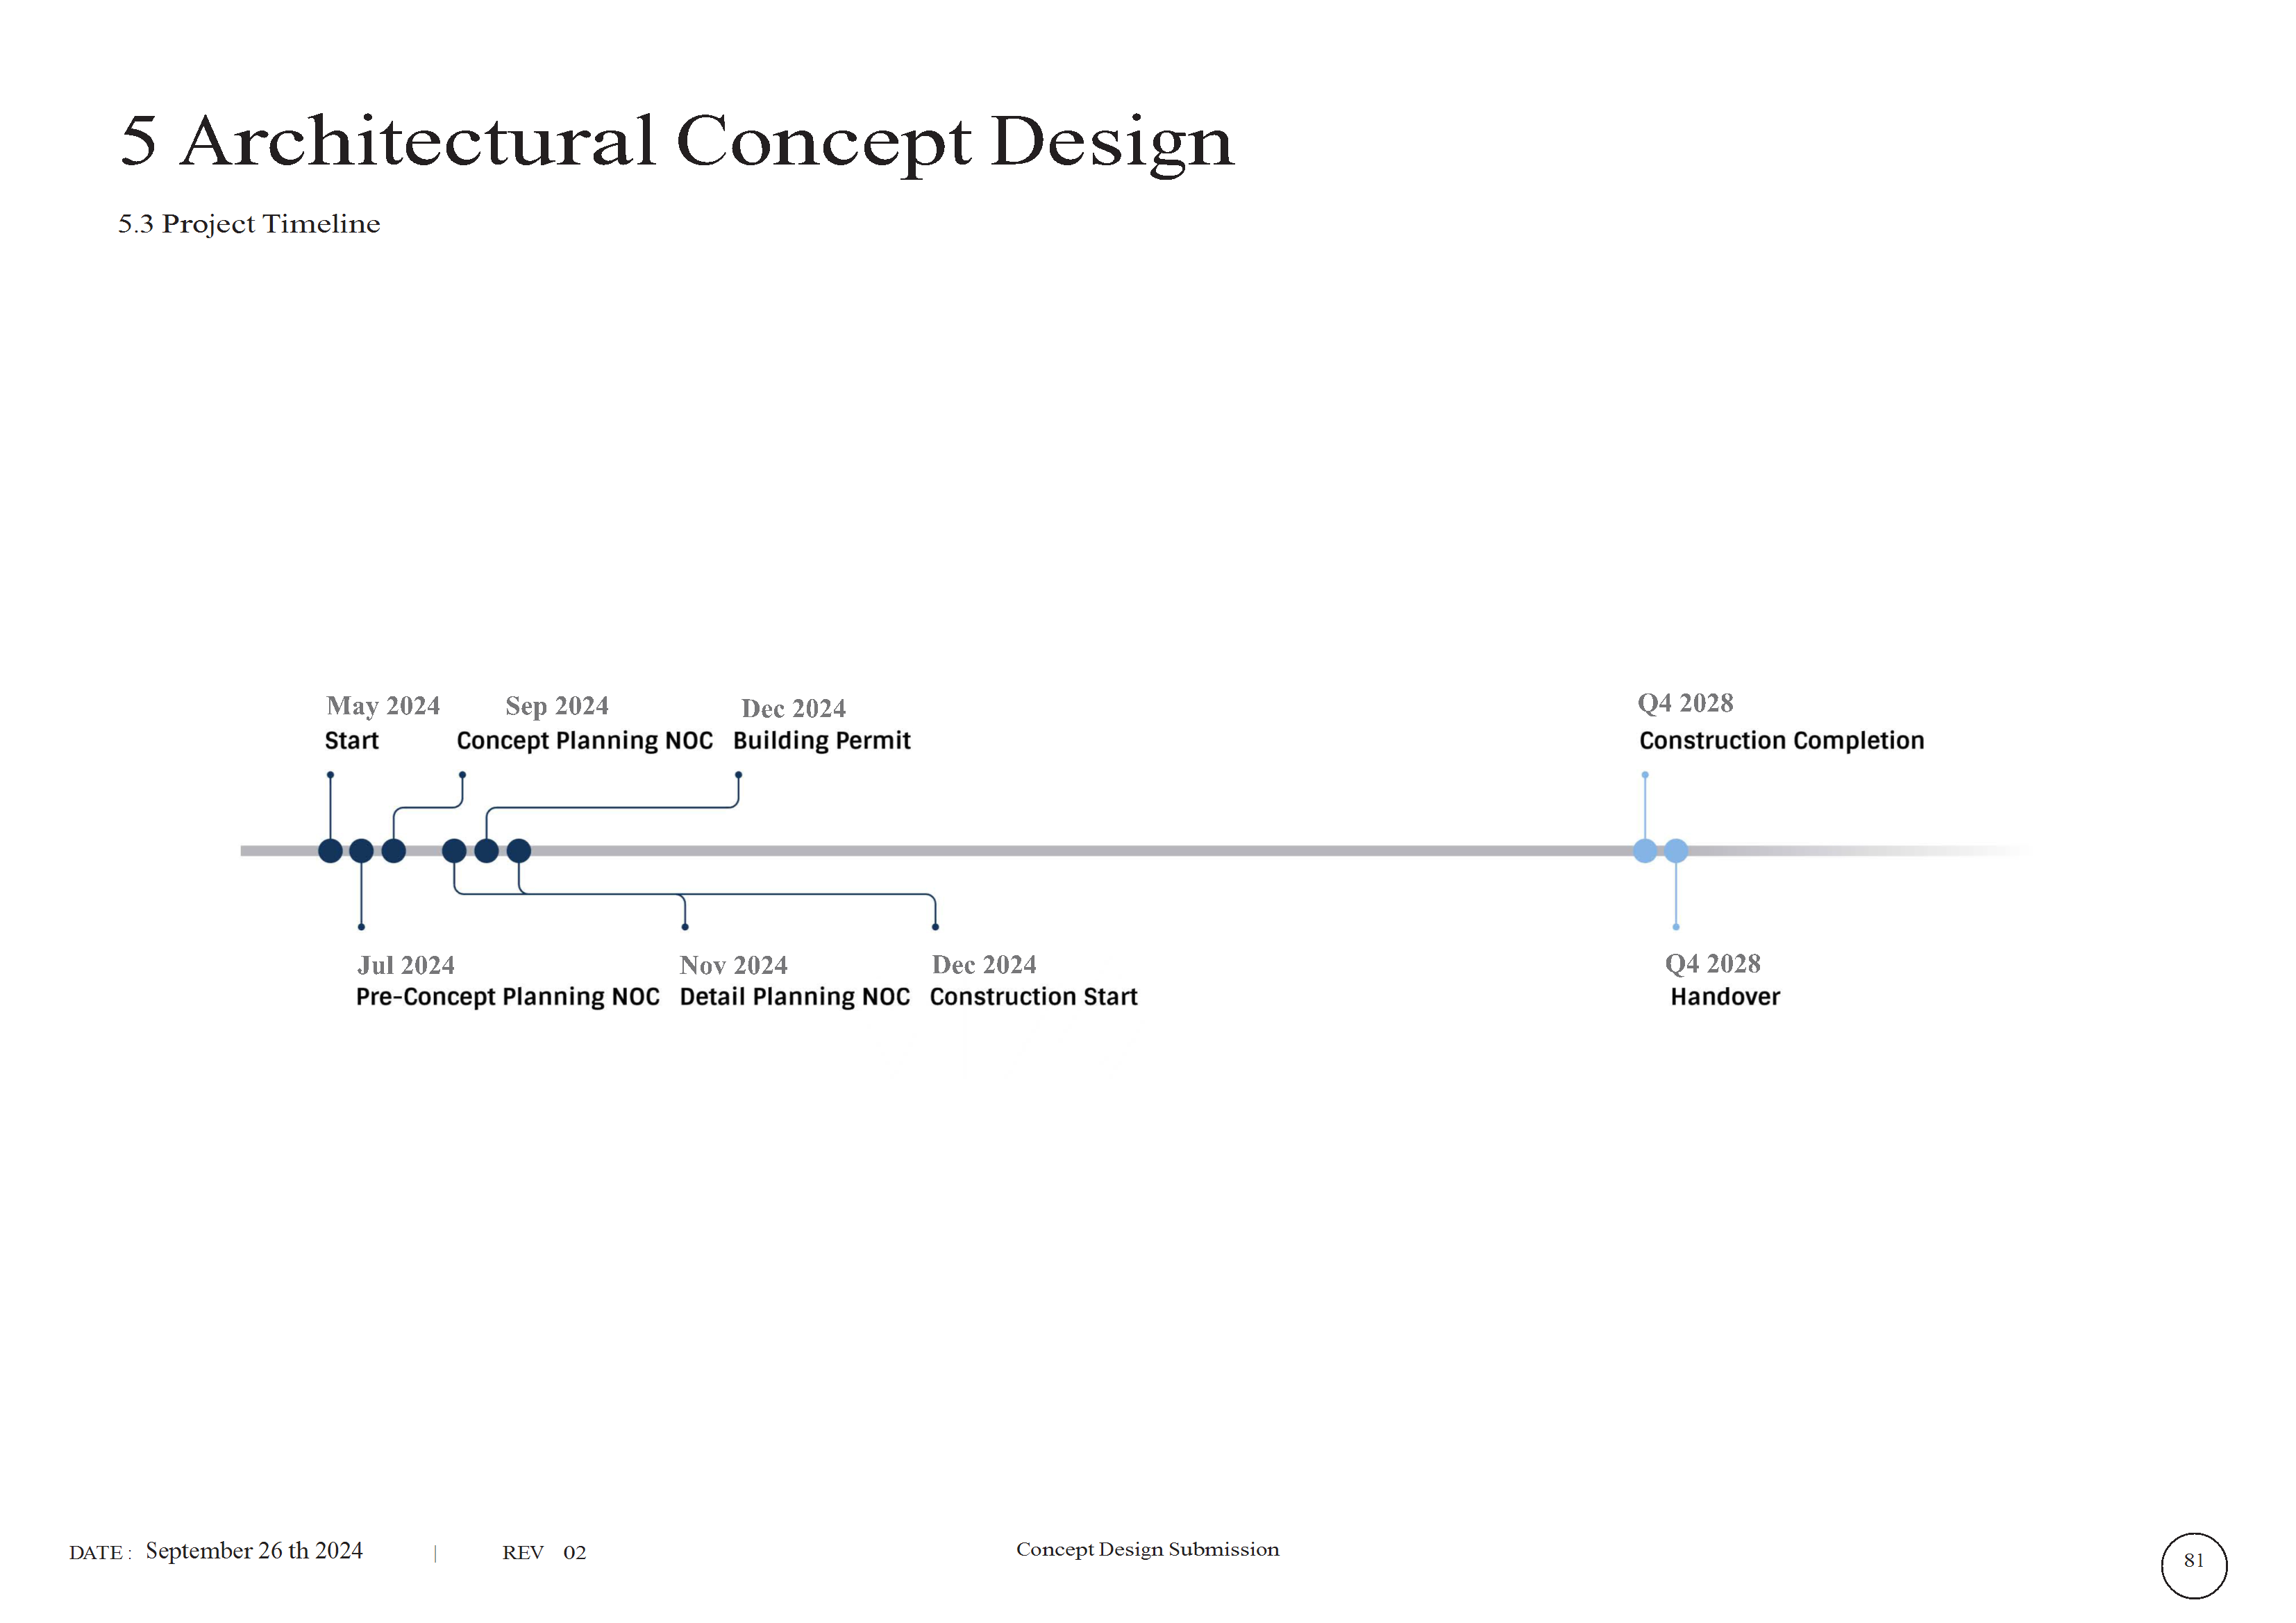 5 Architectural Concept Design
5.3 Project Timeline
May 2024
Start
Sep 2024
Concept Planning NOC
Dec 2024
Building Permit
Q4 2028
Construction Completion
Jul 2024
Pre-Concept Planning NOC
Nov 2024
Detail Planning NOC
Dec 2024
Construction Start
Q4 2028
Handover
DATE : September 26 th 2024 | REV 02
Concept Design Submission
81